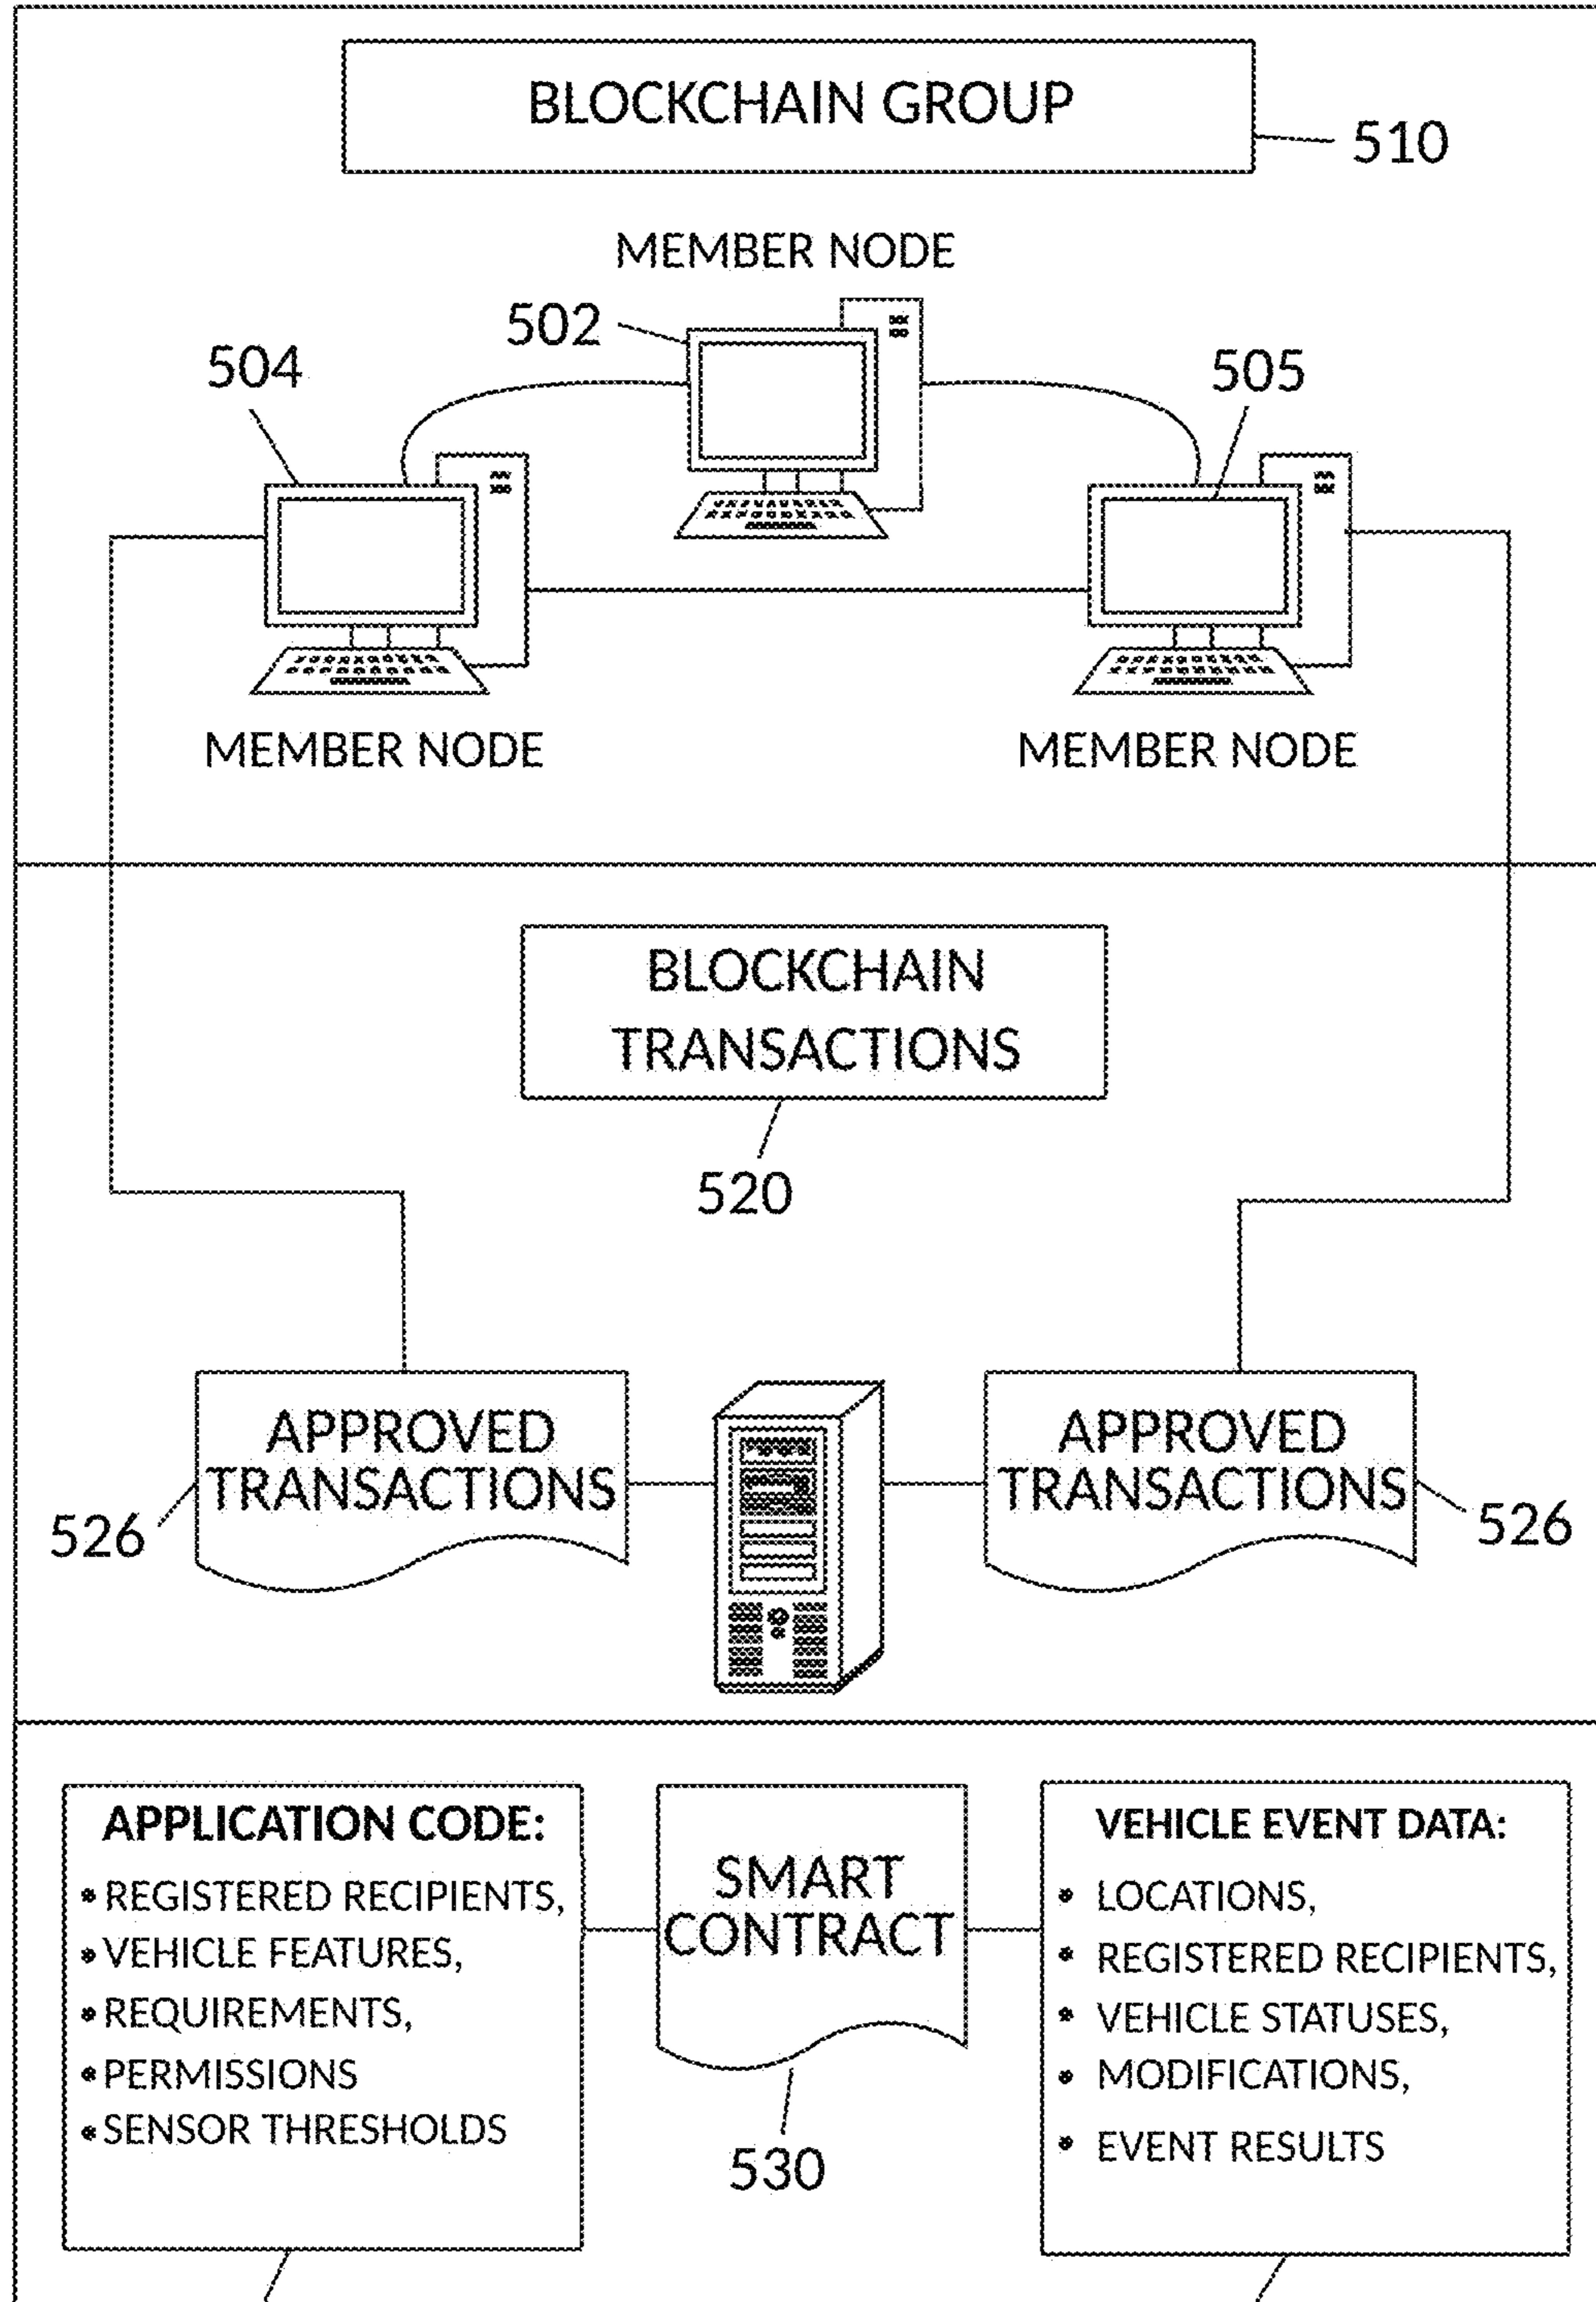 BLOCKCHAIN GROUP
510
MEMBER NODE
502
504
505
MEMBER NODE
MEMBER NODE
BLOCKCHAIN
TRANSACTIONS
520
APPROVED
TRANSACTIONS
526
APPROVED
TRANSACTIONS
526
APPLICATION CODE:
• REGISTERED RECIPIENTS,
• VEHICLE FEATURES,
• REQUIREMENTS,
• PERMISSIONS
• SENSOR THRESHOLDS
SMART
CONTRACT
530
VEHICLE EVENT DATA:
• LOCATIONS,
• REGISTERED RECIPIENTS,
• VEHICLE STATUSES,
• MODIFICATIONS,
• EVENT RESULTS